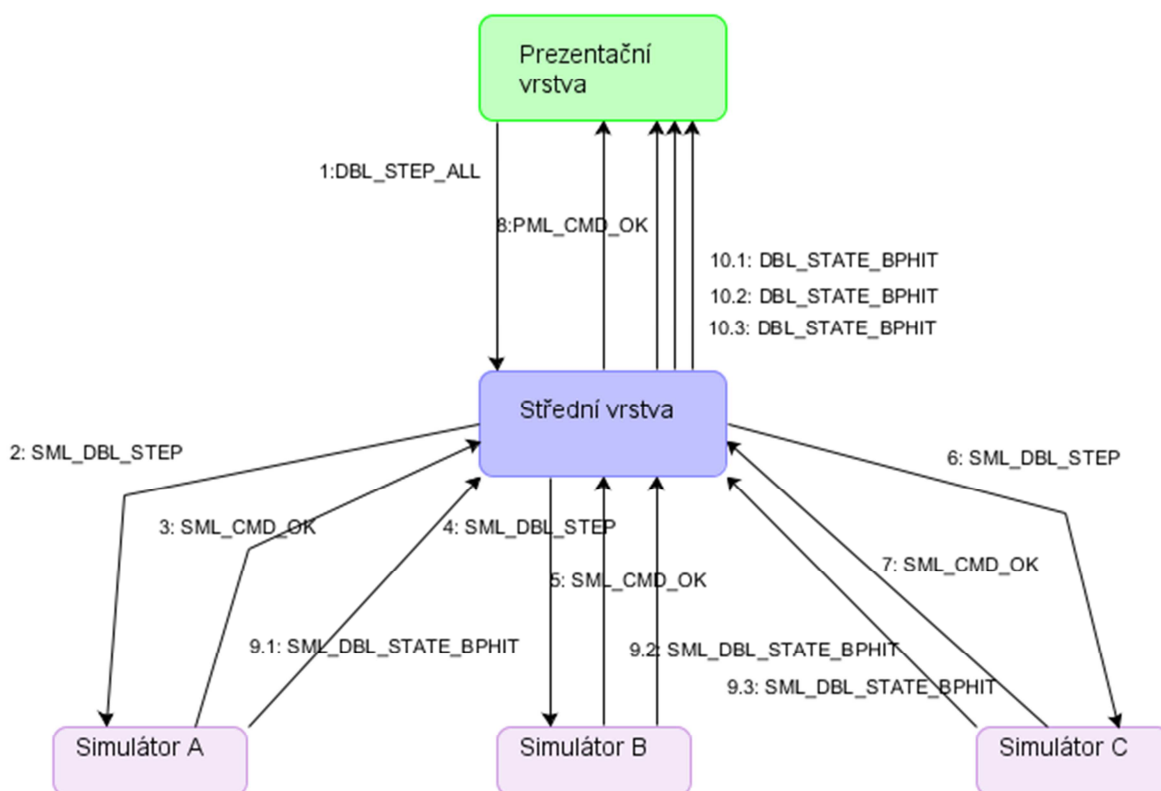 Prezentační
vrstva
1:DBL_STEP_ALL
8:PML_CMD_OK
10.1: DBL_STATE_BPHIT
10.2: DBL_STATE_BPHIT
10.3: DBL_STATE_BPHIT
Střední vrstva
2: SML_DBL_STEP
6: SML_DBL_STEP
3: SML_CMD_OK
4: SML_DBL_STEP
7: SML_CMD_OK
5: SML_CMD_OK
9.1: SML_DBL_STATE_BPHIT
9.2: SML_DBL_STATE_BPHIT
9.3: SML_DBL_STATE_BPHIT
Simulátor A
Simulátor B
Simulátor C